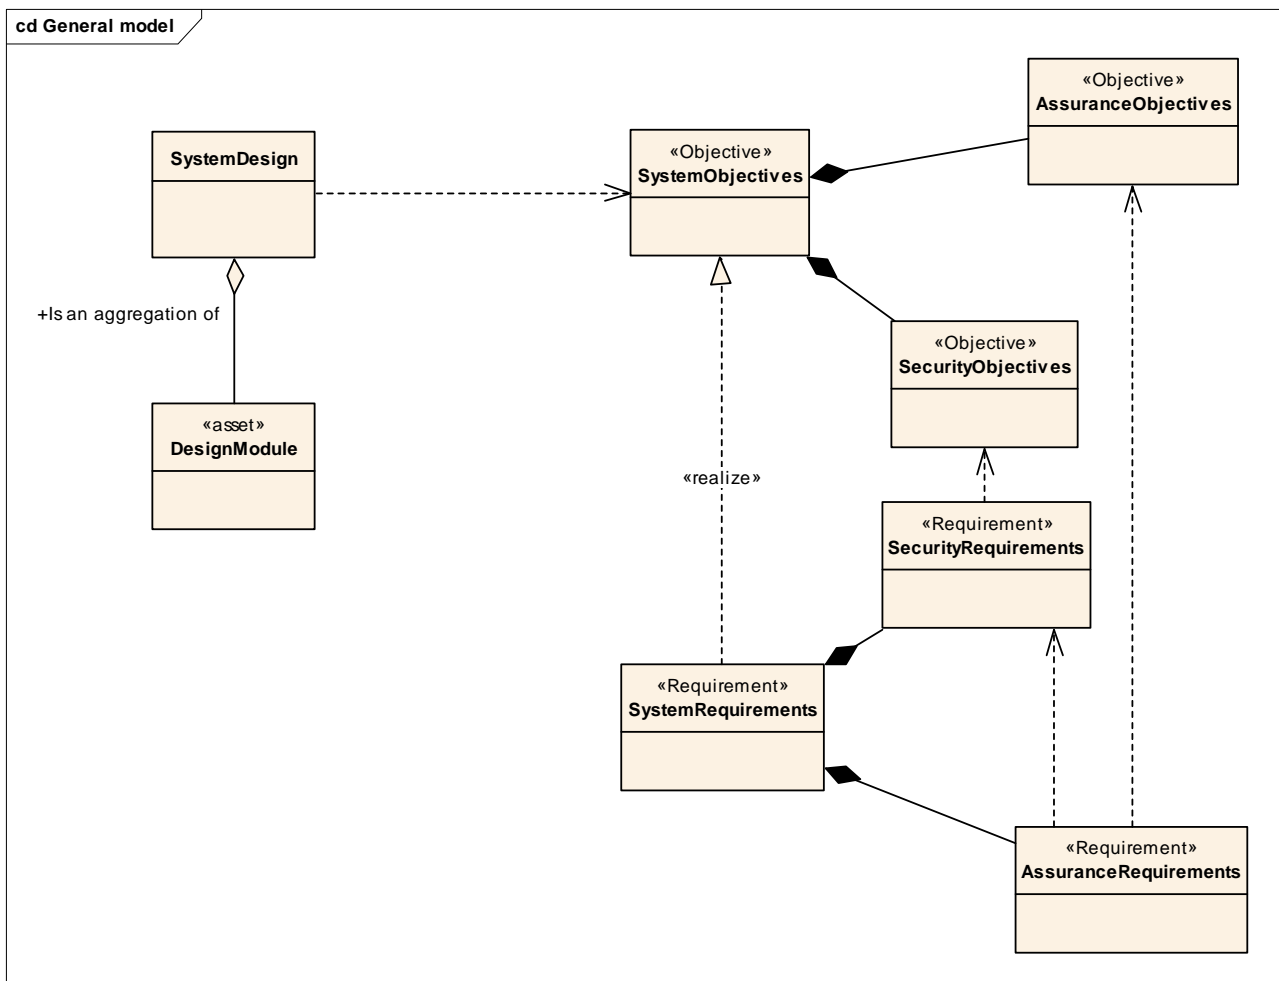 cd General model
«Objective»
AssuranceObjectives
SystemDesign
«Objective»
SystemObjectives
+Is an aggregation of
«Objective»
SecurityObjectives
«asset»
DesignModule
«realize»
«Requirement»
SecurityRequirements
«Requirement»
SystemRequirements
«Requirement»
AssuranceRequirements